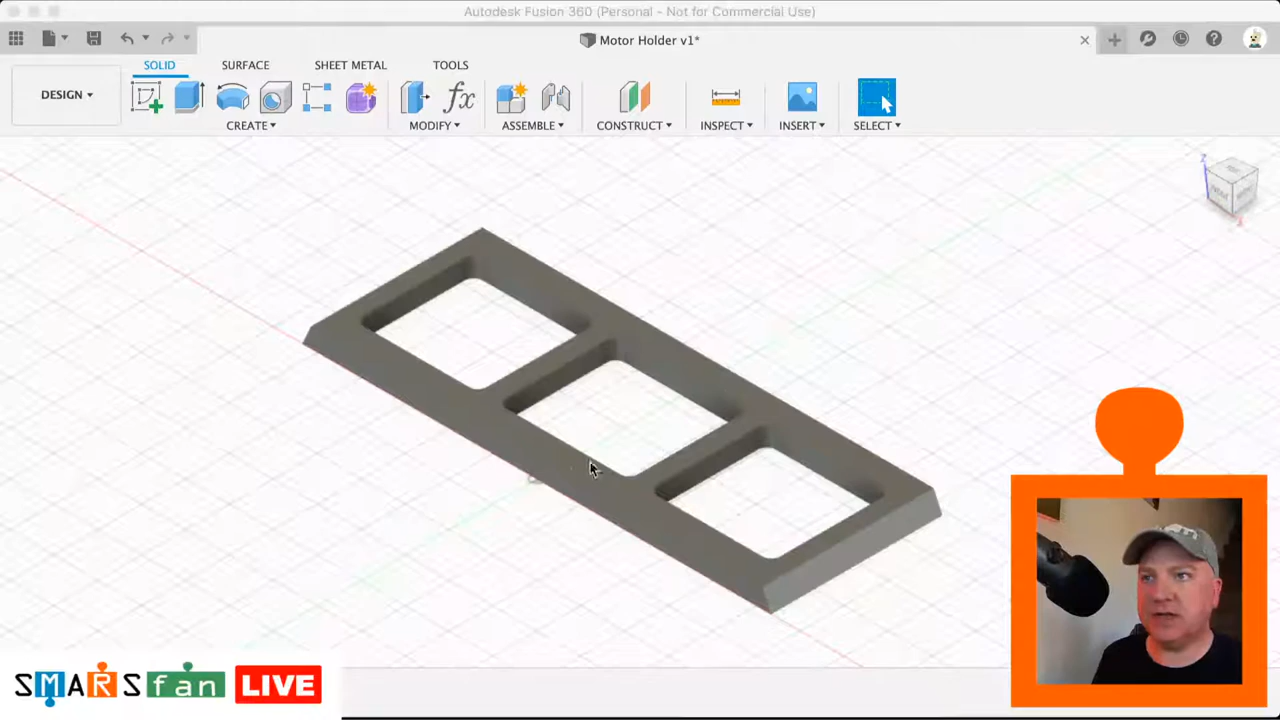 Autodesk Fusion 360 (Personal - Not for Commercial Use)
Motor Holder v1*
SOLID SURFACE SHEET METAL TOOLS
DESIGN
CREATE MODIFY ASSEMBLE CONSTRUCT INSPECT INSERT SELECT
Z
SMARSfan LIVE